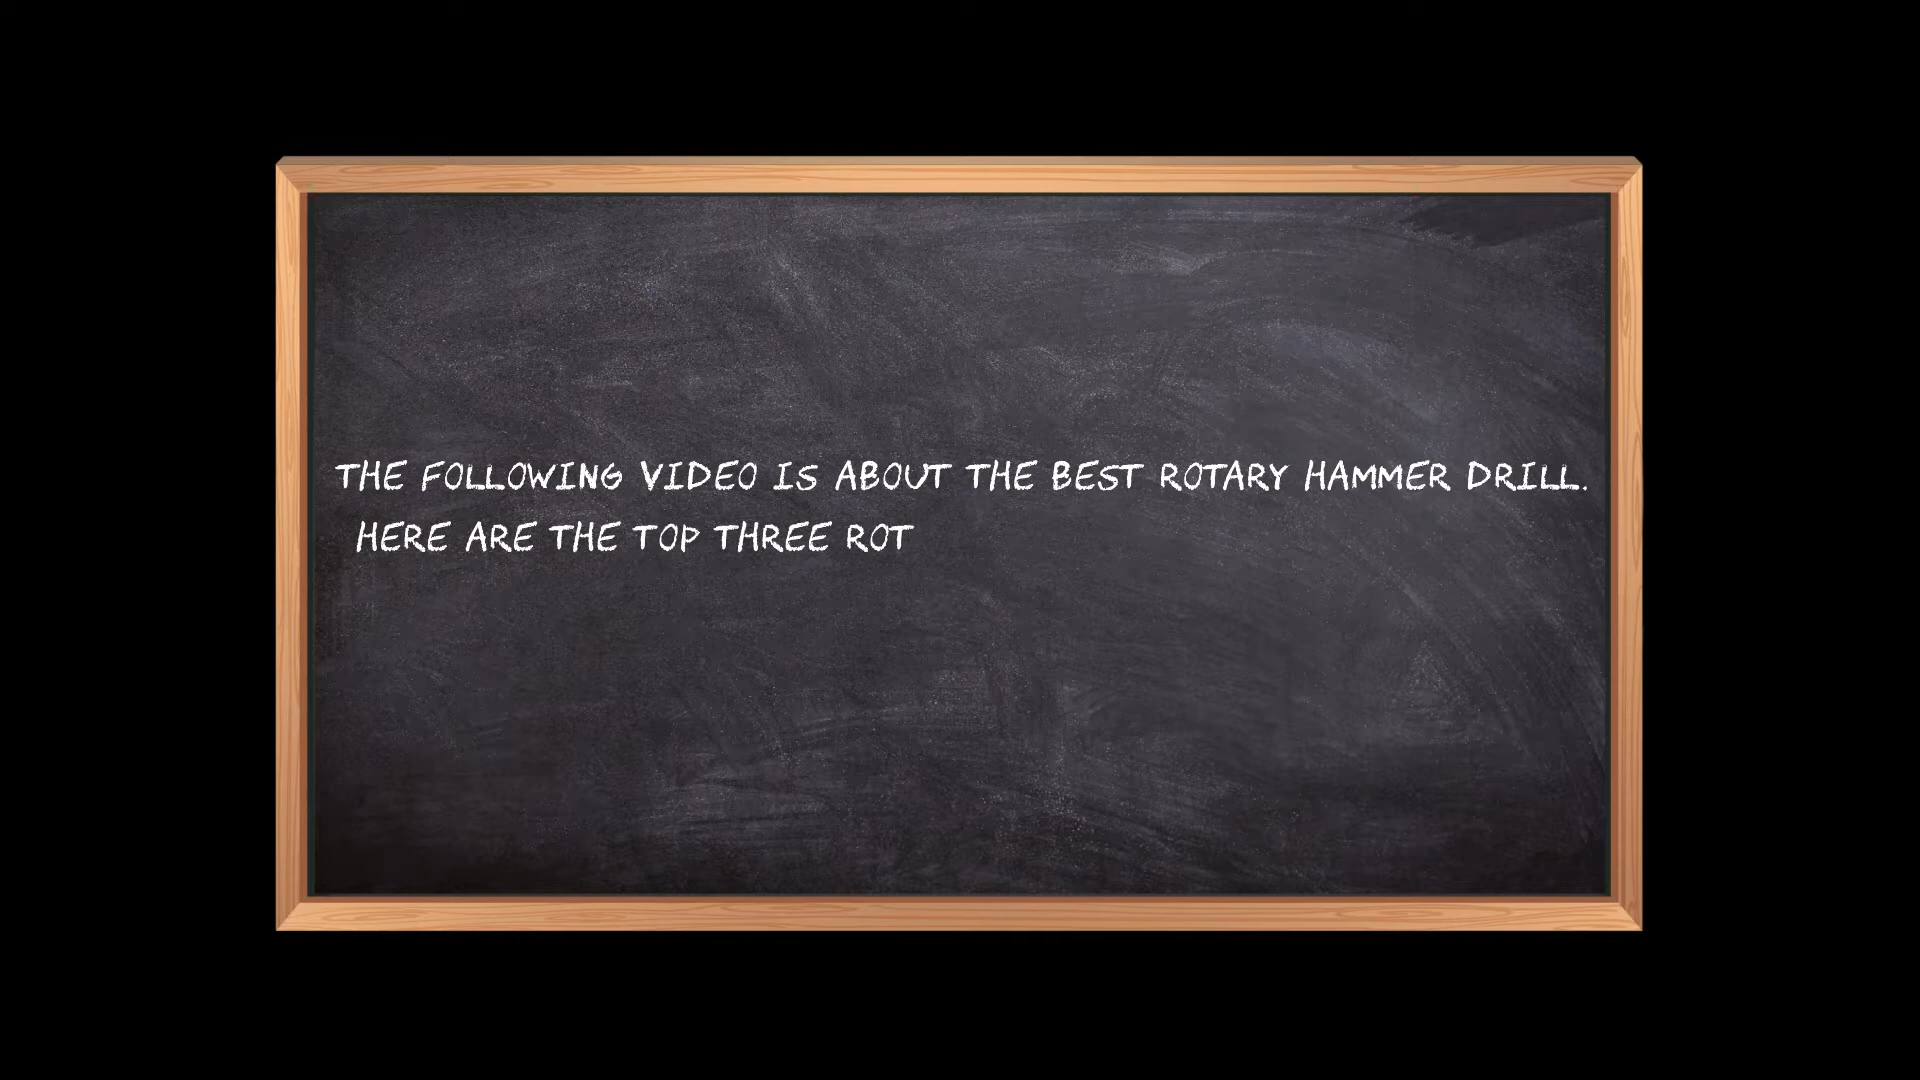 THE FOLLOWING VIDEO IS ABOUT THE BEST ROTARY HAMMER DRILL.
HERE ARE THE TOP THREE ROT